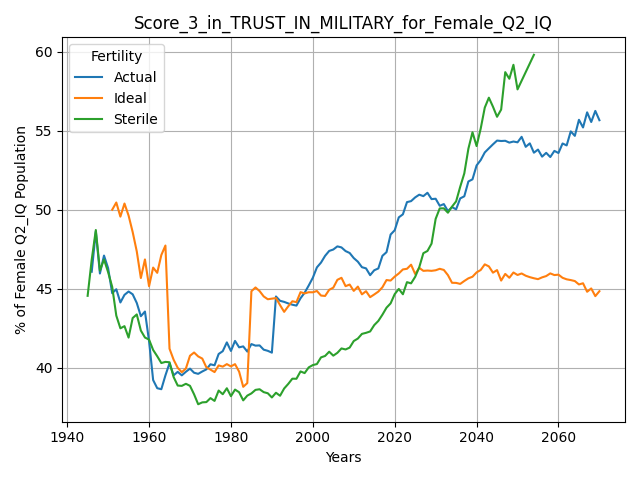 Score_3_in_TRUST_IN_MILITARY_for_Female_Q2_IQ
% of Female Q2_IQ Population
60
55
50
45
40
Fertility
Actual
Ideal
Sterile
1940
1960
1980
2000
2020
2040
2060
Years